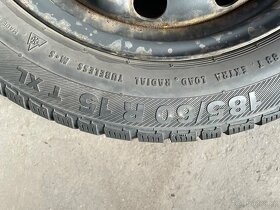 185/60 R 15 T XL
EXTRA LOAD, RADIAL TUBELESS M+S